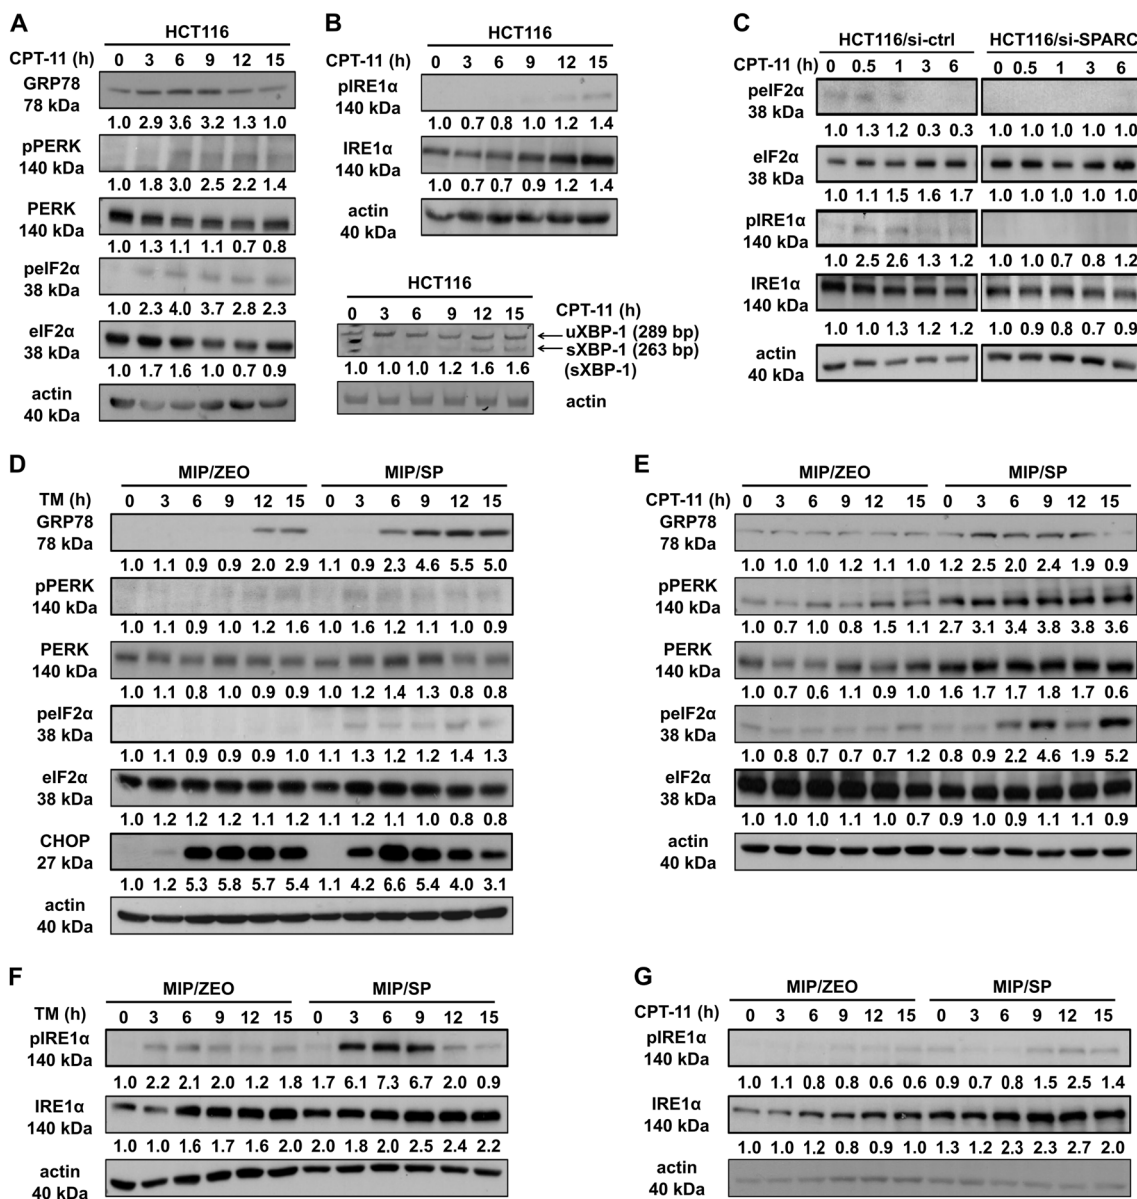 A
HCT116
CPT-11 (h) 0 3 6 9 12 15
GRP78
78 kDa
1.0 2.9 3.6 3.2 1.3 1.0
pPERK
140 kDa
1.0 1.8 3.0 2.5 2.2 1.4
PERK
140 kDa
1.0 1.3 1.1 1.1 0.7 0.8
peIF2α
38 kDa
1.0 2.3 4.0 3.7 2.8 2.3
eIF2α
38 kDa
1.0 1.7 1.6 1.0 0.7 0.9
actin
40 kDa
B
HCT116
CPT-11 (h) 0 3 6 9 12 15
pIRE1α
140 kDa
1.0 0.7 0.8 1.0 1.2 1.4
IRE1α
140 kDa
1.0 0.7 0.7 0.9 1.2 1.4
actin
40 kDa
HCT116
0 3 6 9 12 15 CPT-11 (h)
uXBP-1 (289 bp)
sXBP-1 (263 bp)
1.0 1.0 1.0 1.2 1.6 1.6 (sXBP-1)
actin
C
HCT116/si-ctrl HCT116/si-SPARC
CPT-11 (h) 0 0.5 1 3 6 0 0.5 1 3 6
peIF2α
38 kDa
1.0 1.3 1.2 0.3 0.3 1.0 1.0 1.0 1.0 1.0
eIF2α
38 kDa
1.0 1.1 1.5 1.6 1.7 1.0 1.0 1.0 1.0 1.0
pIRE1α
140 kDa
1.0 2.5 2.6 1.3 1.2 1.0 1.0 0.7 0.8 1.2
IRE1α
140 kDa
1.0 1.0 1.3 1.2 1.2 1.0 0.9 0.8 0.7 0.9
actin
40 kDa
D
MIP/ZEO MIP/SP
TM (h) 0 3 6 9 12 15 0 3 6 9 12 15
GRP78
78 kDa
1.0 1.1 0.9 0.9 2.0 2.9 1.1 0.9 2.3 4.6 5.5 5.0
pPERK
140 kDa
1.0 1.1 0.9 1.0 1.2 1.6 1.0 1.6 1.2 1.1 1.0 0.9
PERK
140 kDa
1.0 1.1 0.8 1.0 0.9 0.9 1.0 1.2 1.4 1.3 0.8 0.8
peIF2α
38 kDa
1.0 1.1 0.9 0.9 0.9 1.0 1.1 1.3 1.2 1.2 1.4 1.3
eIF2α
38 kDa
1.0 1.2 1.2 1.2 1.1 1.2 1.0 1.2 1.1 1.0 0.8 0.8
CHOP
27 kDa
1.0 1.2 5.3 5.8 5.7 5.4 1.1 4.2 6.6 5.4 4.0 3.1
actin
40 kDa
E
MIP/ZEO MIP/SP
CPT-11 (h) 0 3 6 9 12 15 0 3 6 9 12 15
GRP78
78 kDa
1.0 1.0 1.0 1.2 1.1 1.0 1.2 2.5 2.0 2.4 1.9 0.9
pPERK
140 kDa
1.0 0.7 1.0 0.8 1.5 1.1 2.7 3.1 3.4 3.8 3.8 3.6
PERK
140 kDa
1.0 0.7 0.6 1.1 0.9 1.0 1.6 1.7 1.7 1.8 1.7 0.6
peIF2α
38 kDa
1.0 0.8 0.7 0.7 0.7 1.2 0.8 0.9 2.2 4.6 1.9 5.2
eIF2α
38 kDa
1.0 1.0 1.0 1.1 1.0 0.7 0.9 1.0 0.9 1.1 1.1 0.9
actin
40 kDa
F
MIP/ZEO MIP/SP
TM (h) 0 3 6 9 12 15 0 3 6 9 12 15
pIRE1α
140 kDa
1.0 2.2 2.1 2.0 1.2 1.8 1.7 6.1 7.3 6.7 2.0 0.9
IRE1α
140 kDa
1.0 1.0 1.6 1.7 1.6 2.0 2.0 1.8 2.0 2.5 2.4 2.2
actin
40 kDa
G
MIP/ZEO MIP/SP
CPT-11 (h) 0 3 6 9 12 15 0 3 6 9 12 15
pIRE1α
140 kDa
1.0 1.1 0.8 0.8 0.6 0.6 0.9 0.7 0.8 1.5 2.5 1.4
IRE1α
140 kDa
1.0 1.0 1.2 0.8 0.9 1.0 1.3 1.2 2.3 2.3 2.7 2.0
actin
40 kDa